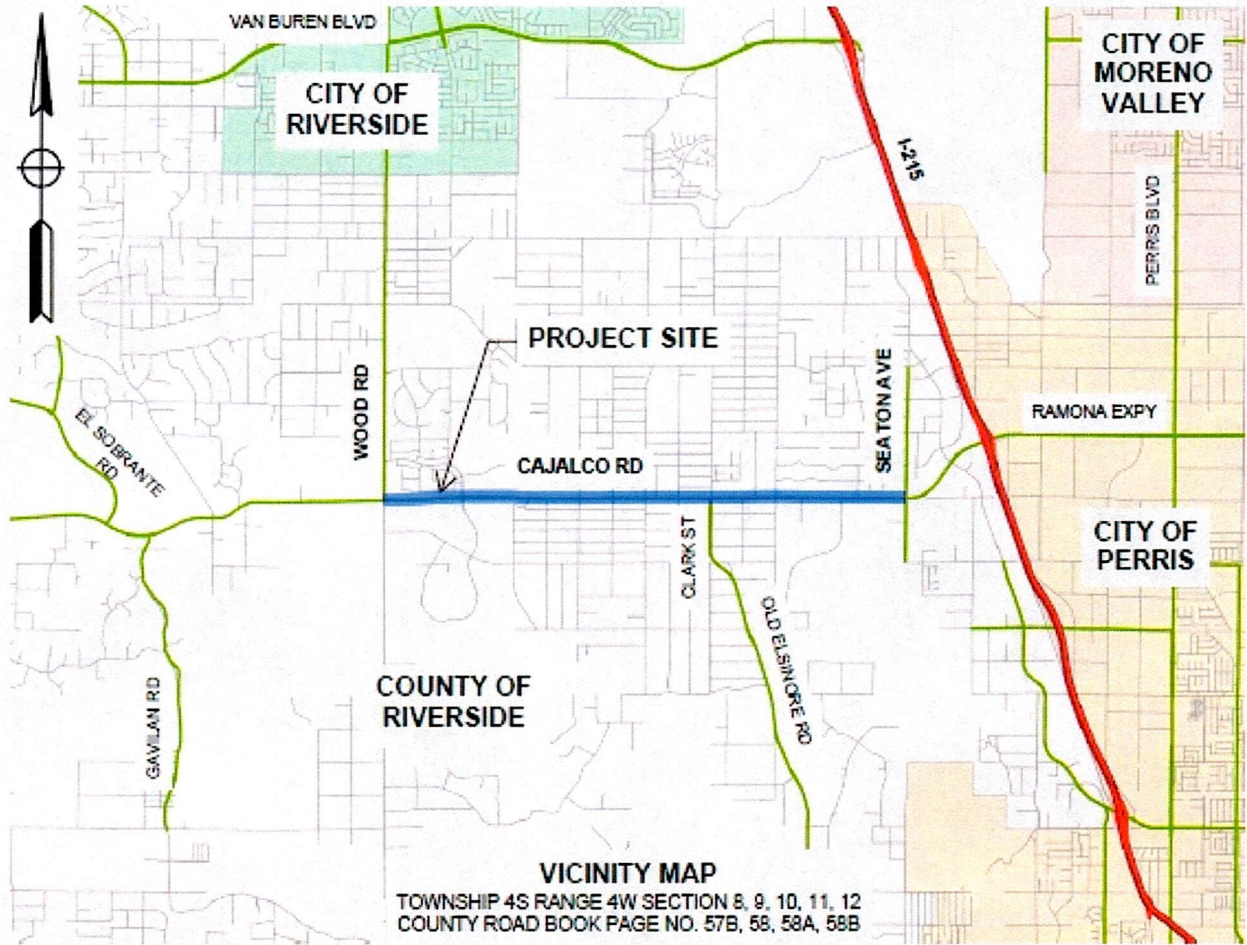 VAN BUREN BLVD
CITY OF
RIVERSIDE
CITY OF
MORENO
VALLEY
I-215
PERRIS BLVD
PROJECT SITE
WOOD RD
SEATON AVE
RAMONA EXPY
EL SOBRANTE
RD
CAJALCO RD
CLARK ST
CITY OF
PERRIS
OLD ELSINORE RD
COUNTY OF
RIVERSIDE
GAVILAN RD
VICINITY MAP
TOWNSHIP 4S RANGE 4W SECTION 8, 9, 10, 11, 12
COUNTY ROAD BOOK PAGE NO. 57B, 58, 58A, 58B